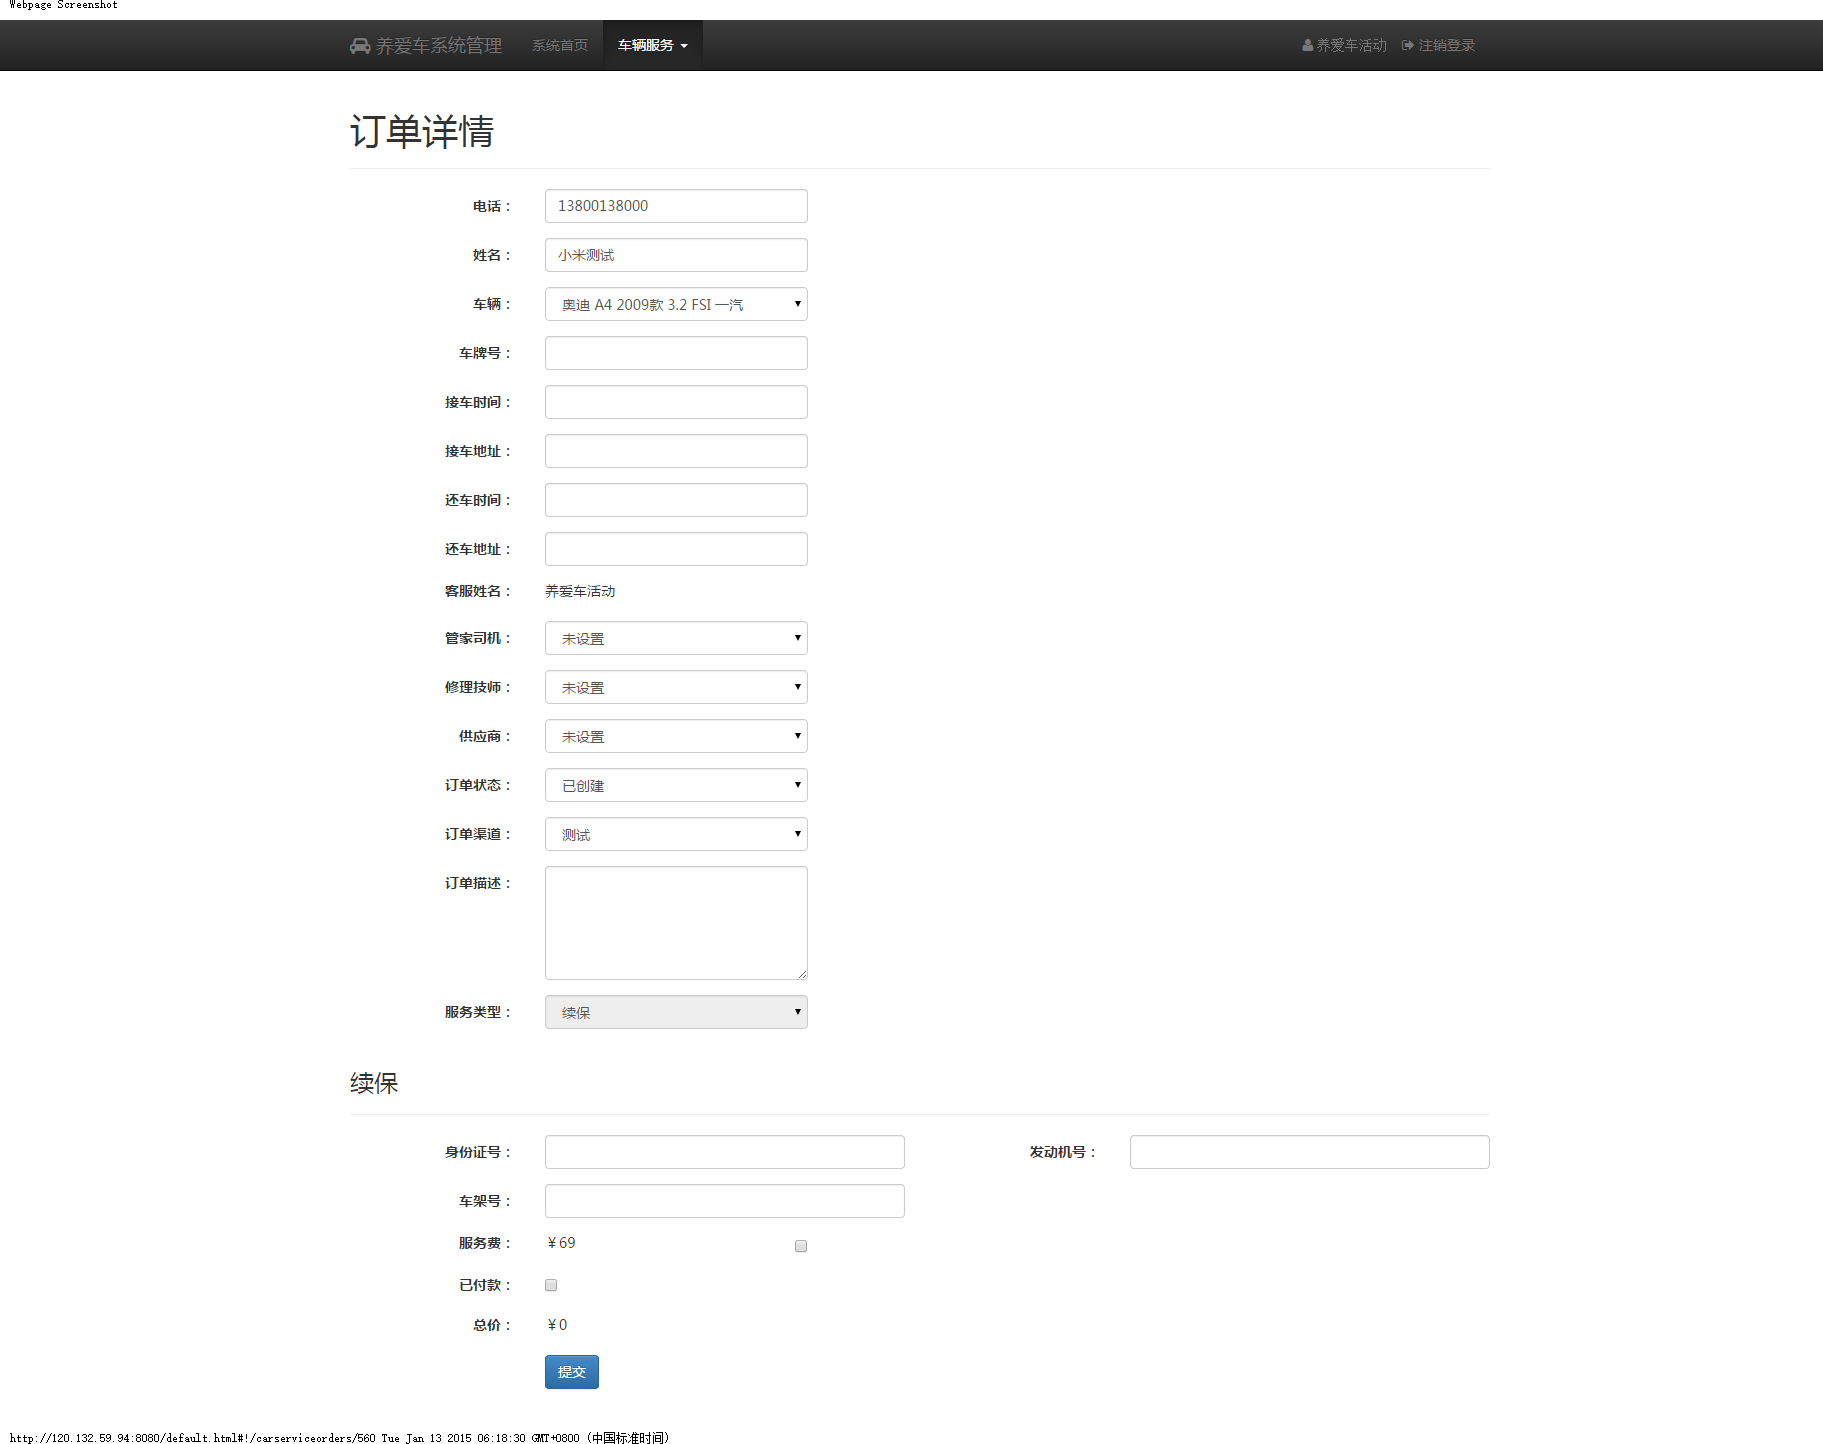 Webpage Screenshot
养爱车系统管理 系统首页 车辆服务 养爱车活动 注销登录
订单详情
电话： 13800138000
姓名： 小米测试
车辆： 奥迪 A4 2009款 3.2 FSI 一汽
车牌号：
接车时间：
接车地址：
还车时间：
还车地址：
客服姓名： 养爱车活动
管家司机： 未设置
修理技师： 未设置
供应商： 未设置
订单状态： 已创建
订单渠道： 测试
订单描述：
服务类型： 续保
续保
身份证号： 发动机号：
车架号：
服务费： ￥69
已付款：
总价： ￥0
提交
http://120.132.59.94:8080/default.html#!/carserviceorders/560 Tue Jan 13 2015 06:18:30 GMT+0800 (中国标准时间)